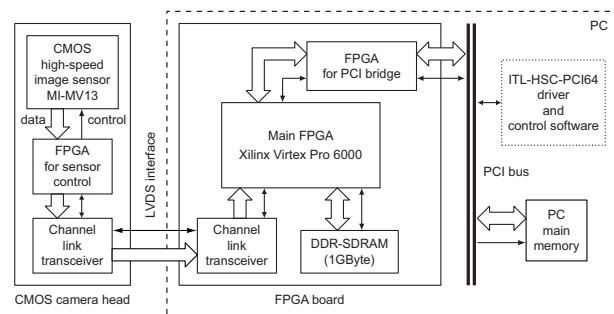 PC
CMOS
high-speed
image sensor
MI-MV13
data
control
FPGA
for sensor
control
Channel
link
transceiver
CMOS camera head
LVDS interface
FPGA
for PCI bridge
Main FPGA
Xilinx Virtex Pro 6000
Channel
link
transceiver
DDR-SDRAM
(1GByte)
FPGA board
PCI bus
ITL-HSC-PCI64
driver
and
control software
PC
main
memory